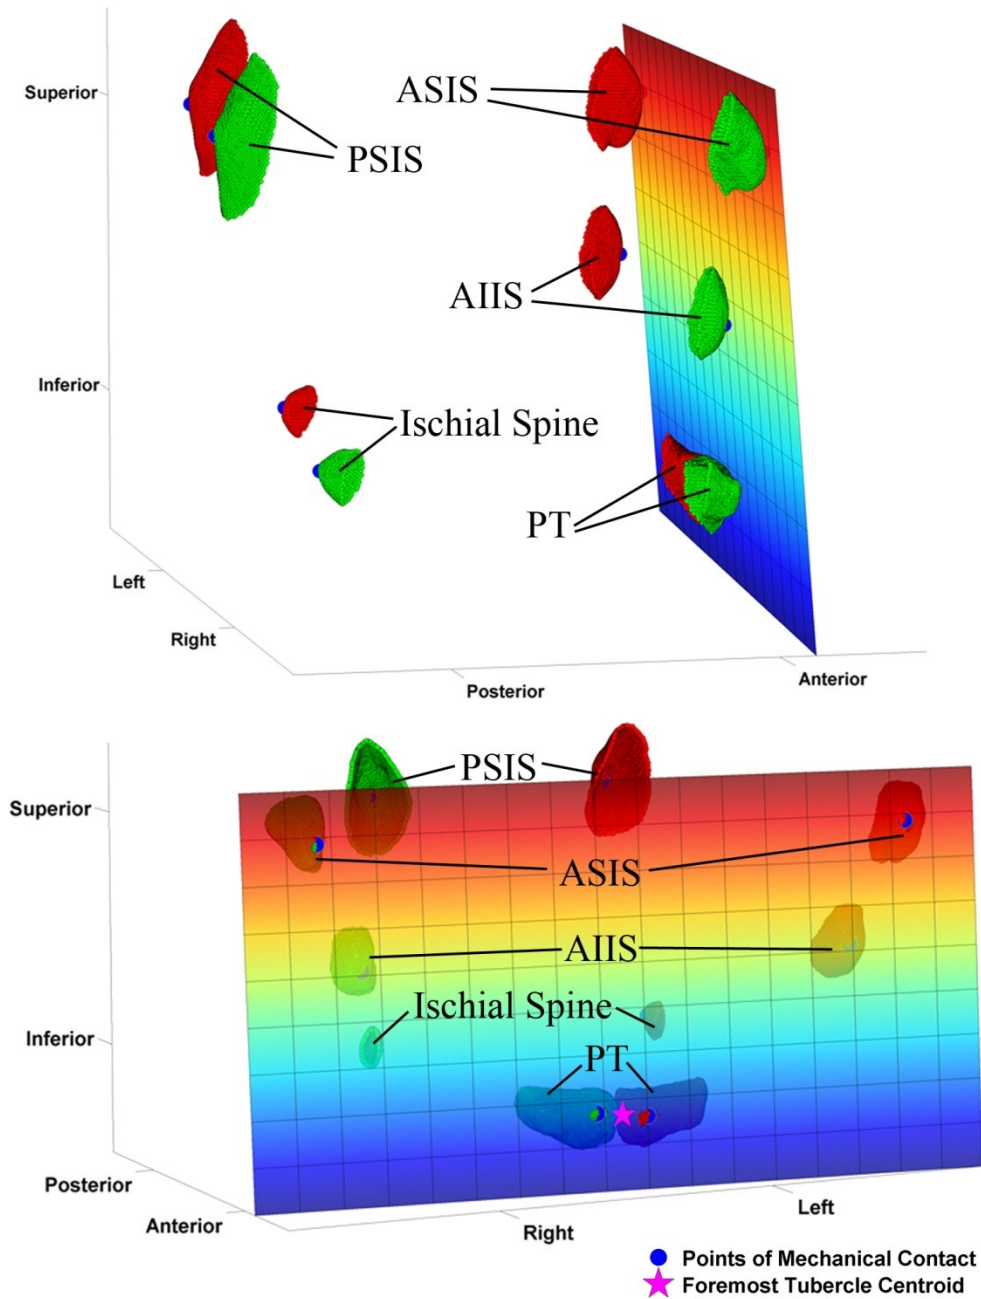 Superior
ASIS
PSIS
AIIS
Inferior
Ischial Spine
PT
Left
Right
Posterior
Anterior
PSIS
Superior
ASIS
AIIS
Ischial Spine
Inferior
PT
Posterior
Anterior
Left
Right
Points of Mechanical Contact
Foremost Tubercle Centroid